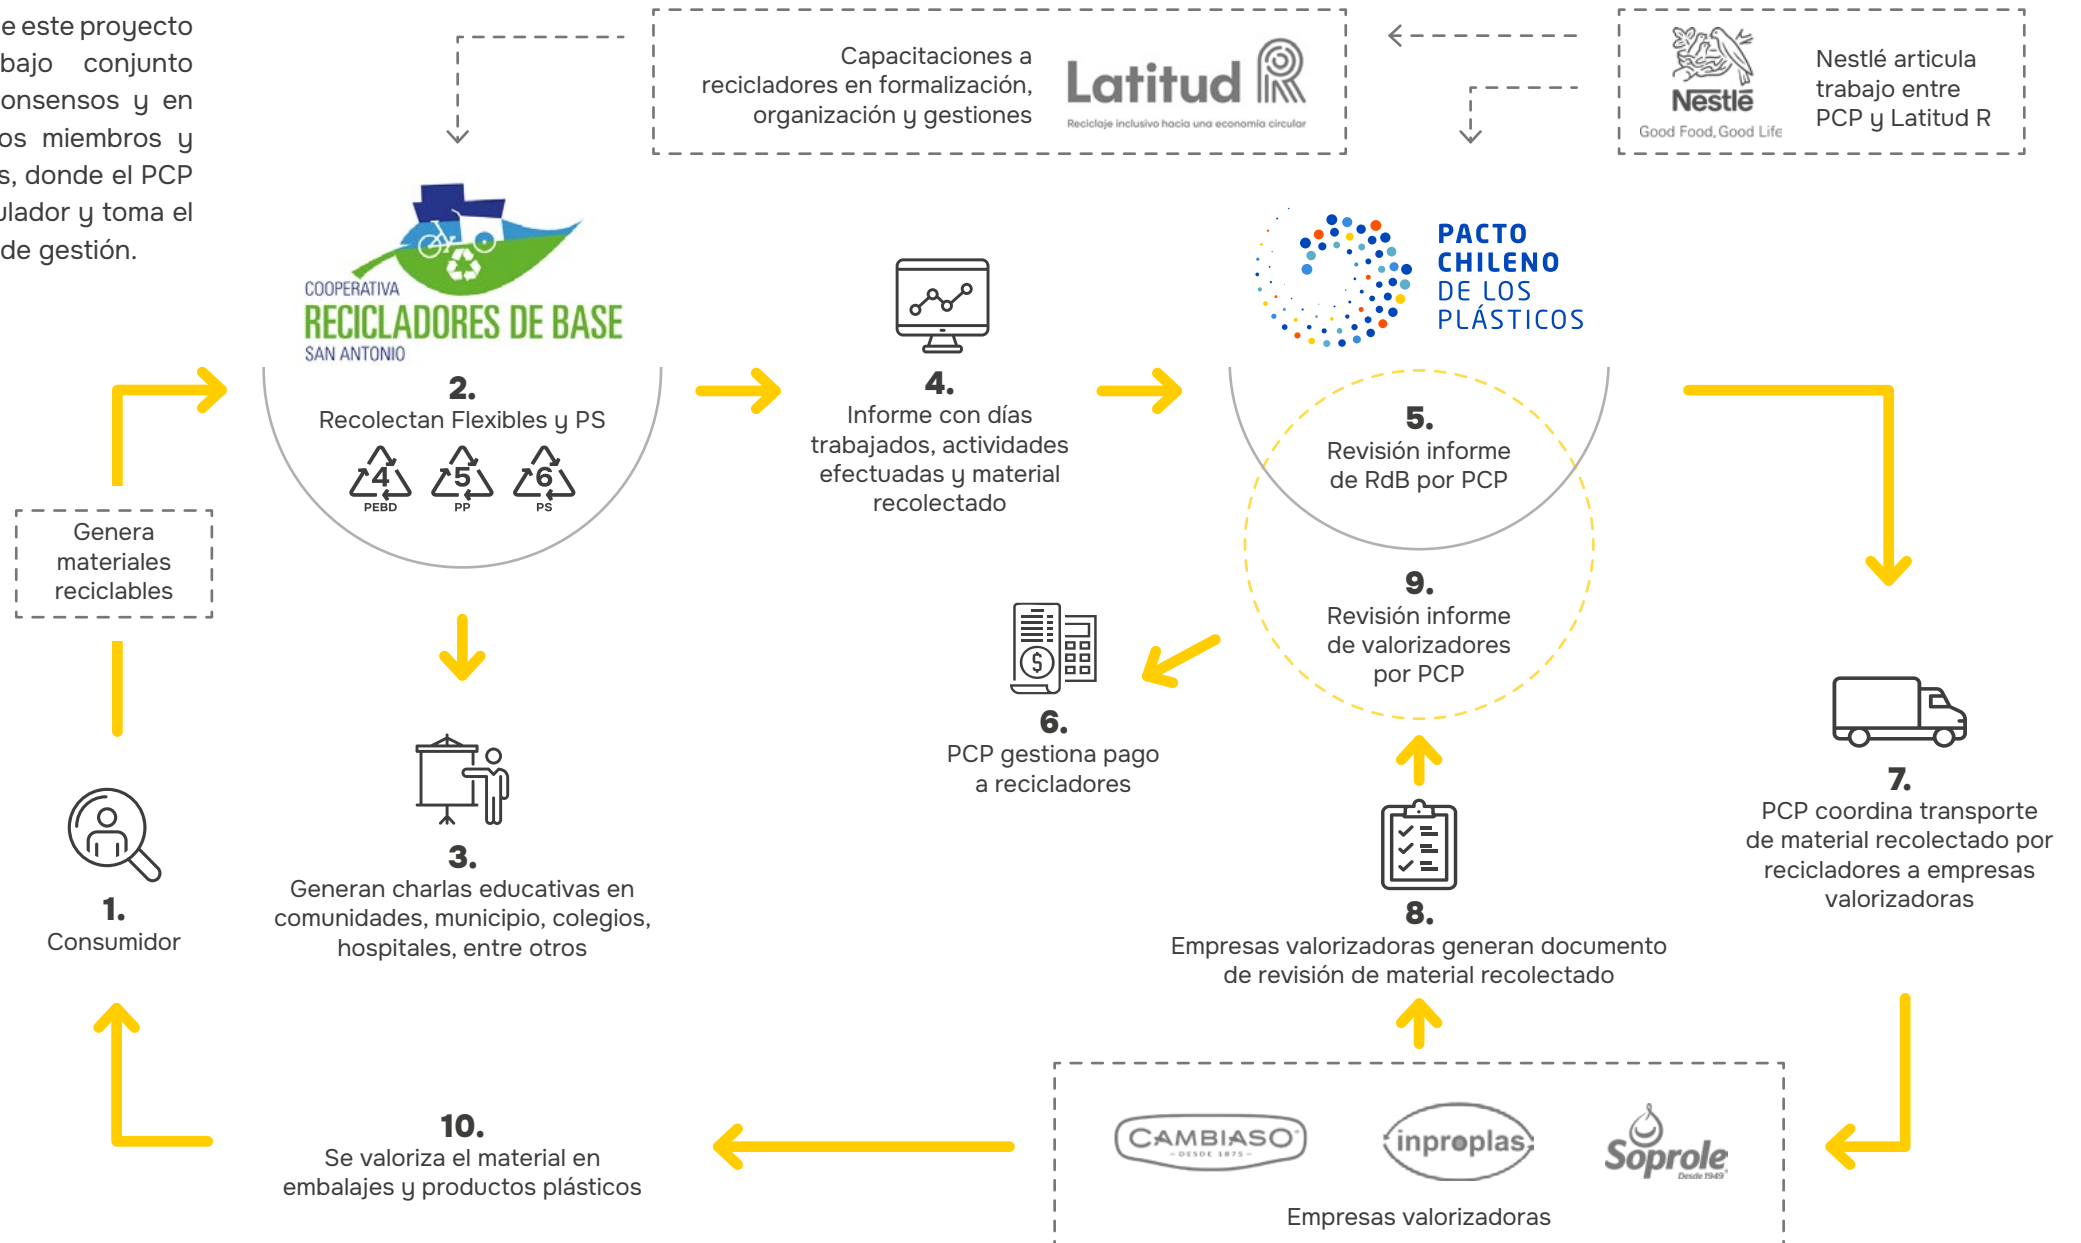 e este proyecto
bajo conjunto
onsensos y en
os miembros y
s, donde el PCP
ulador y toma el
de gestión.
Capacitaciones a
recicladores en formalización,
organización y gestiones
Latitud R
Reciclaje inclusivo hacia una economía circular
Nestlé
Good Food, Good Life
Nestlé articula
trabajo entre
PCP y Latitud R
COOPERATIVA
RECICLADORES DE BASE
SAN ANTONIO
PACTO
CHILENO
DE LOS
PLÁSTICOS
Genera
materiales
reciclables
1.
Consumidor
2.
Recolectan Flexibles y PS
4 5 6
PEBD PP PS
3.
Generan charlas educativas en
comunidades, municipio, colegios,
hospitales, entre otros
4.
Informe con días
trabajados, actividades
efectuadas y material
recolectado
5.
Revisión informe
de RdB por PCP
$
6.
PCP gestiona pago
a recicladores
7.
PCP coordina transporte
de material recolectado por
recicladores a empresas
valorizadoras
8.
Empresas valorizadoras generan documento
de revisión de material recolectado
9.
Revisión informe
de valorizadores
por PCP
CAMBIASO
– DESDE 1875 –
inproplas
Soprole
Desde 1949
Empresas valorizadoras
10.
Se valoriza el material en
embalajes y productos plásticos